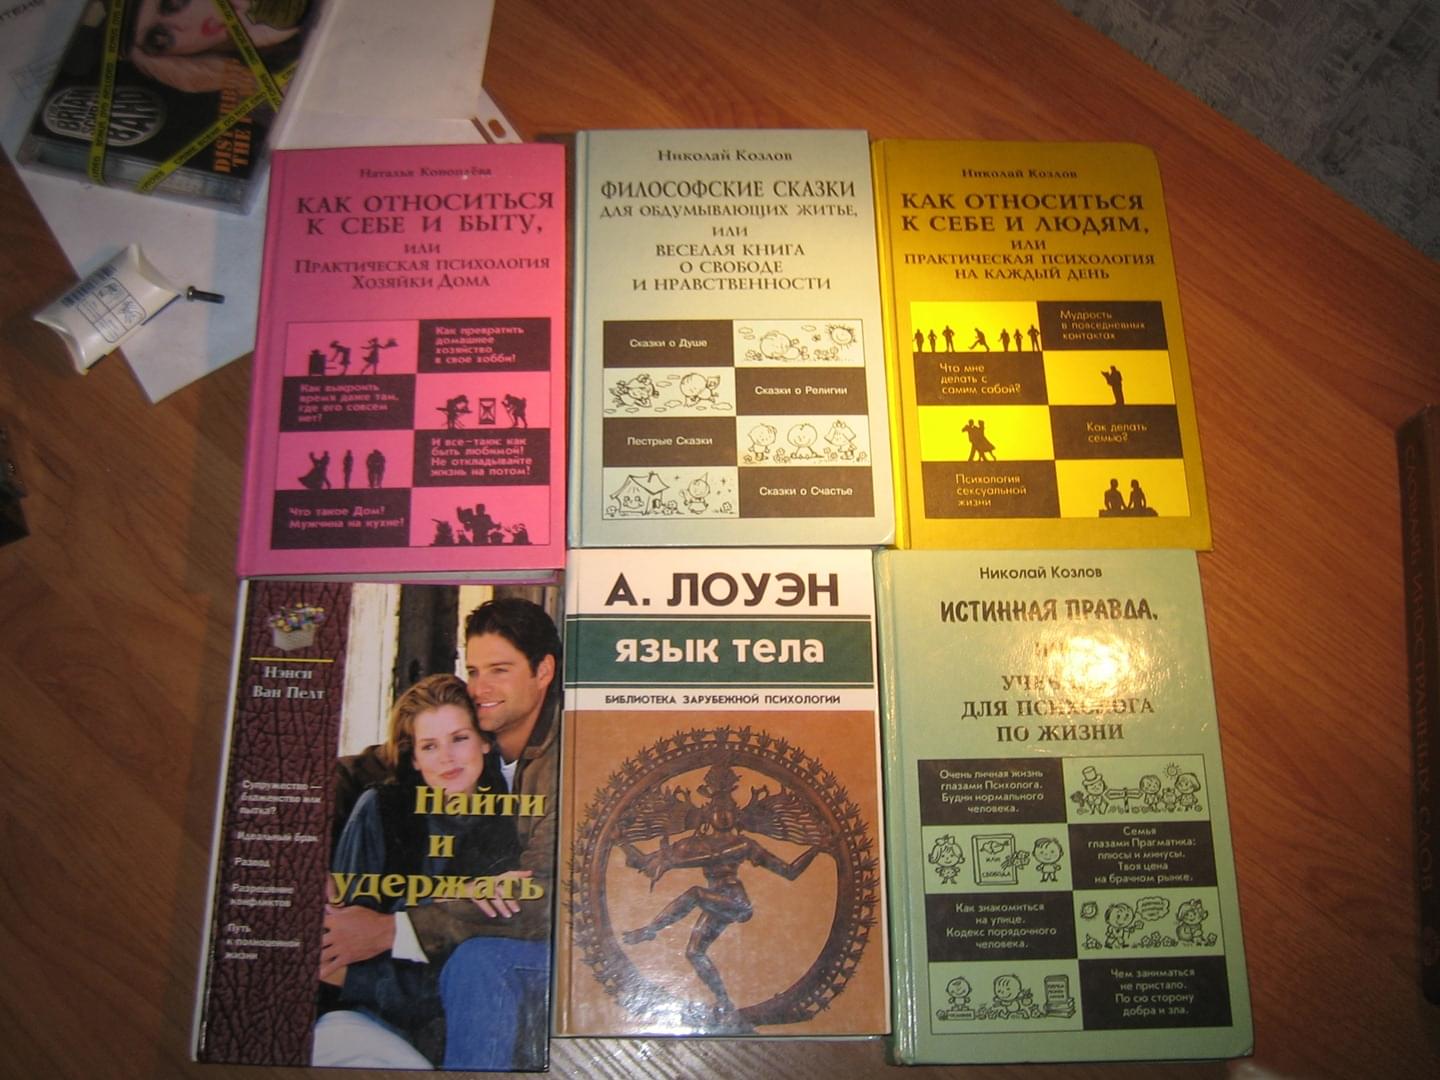 BRIAN
BAND
THE
Наталья Коноплёва
КАК ОТНОСИТЬСЯ
К СЕБЕ И БЫТУ,
ИЛИ
ПРАКТИЧЕСКАЯ ПСИХОЛОГИЯ
ХОЗЯЙКИ ДОМА
Как превратить
домашнее
хозяйство
в свое хобби?
Как выкроить
время даже там,
где его совсем
нет?
И все-таки: как
быть любимой?
Не откладывайте
жизнь на потом!
Что такое Дом?
Мужчина на кухне?
Николай Козлов
ФИЛОСОФСКИЕ СКАЗКИ
ДЛЯ ОБДУМЫВАЮЩИХ ЖИТЬЕ,
ИЛИ
ВЕСЕЛАЯ КНИГА
О СВОБОДЕ
И НРАВСТВЕННОСТИ
Сказки о Душе
Сказки о Религии
Пестрые Сказки
Сказки о Счастье
Николай Козлов
КАК ОТНОСИТЬСЯ
К СЕБЕ И ЛЮДЯМ,
ИЛИ
ПРАКТИЧЕСКАЯ ПСИХОЛОГИЯ
НА КАЖДЫЙ ДЕНЬ
Мудрость
в повседневных
контактах
Что мне
делать с
самим собой?
Как делать
семью?
Психология
сексуальной
жизни
Нэнси
Ван Пелт
Супружество —
блаженство или
пытка?
Идеальный брак
Развод
Разрешение
конфликтов
Путь
к полноценной
жизни
Найти
и
удержать
А. ЛОУЭН
язык тела
БИБЛИОТЕКА ЗАРУБЕЖНОЙ ПСИХОЛОГИИ
Николай Козлов
ИСТИННАЯ ПРАВДА,
ДЛЯ ПСИХОЛОГА
ПО ЖИЗНИ
Очень личная жизнь
глазами Психолога.
Будни нормального
человека.
ИЛИ
СВОБОДА
Семья
глазами Прагматика:
плюсы и минусы.
Твоя цена
на брачном рынке.
Как знакомиться
на улице.
Кодекс порядочного
человека.
Чем заниматься
не пристало.
По сю сторону
добра и зла.
СЛОВАРЬ ИНОСТРАННЫХ СЛОВ